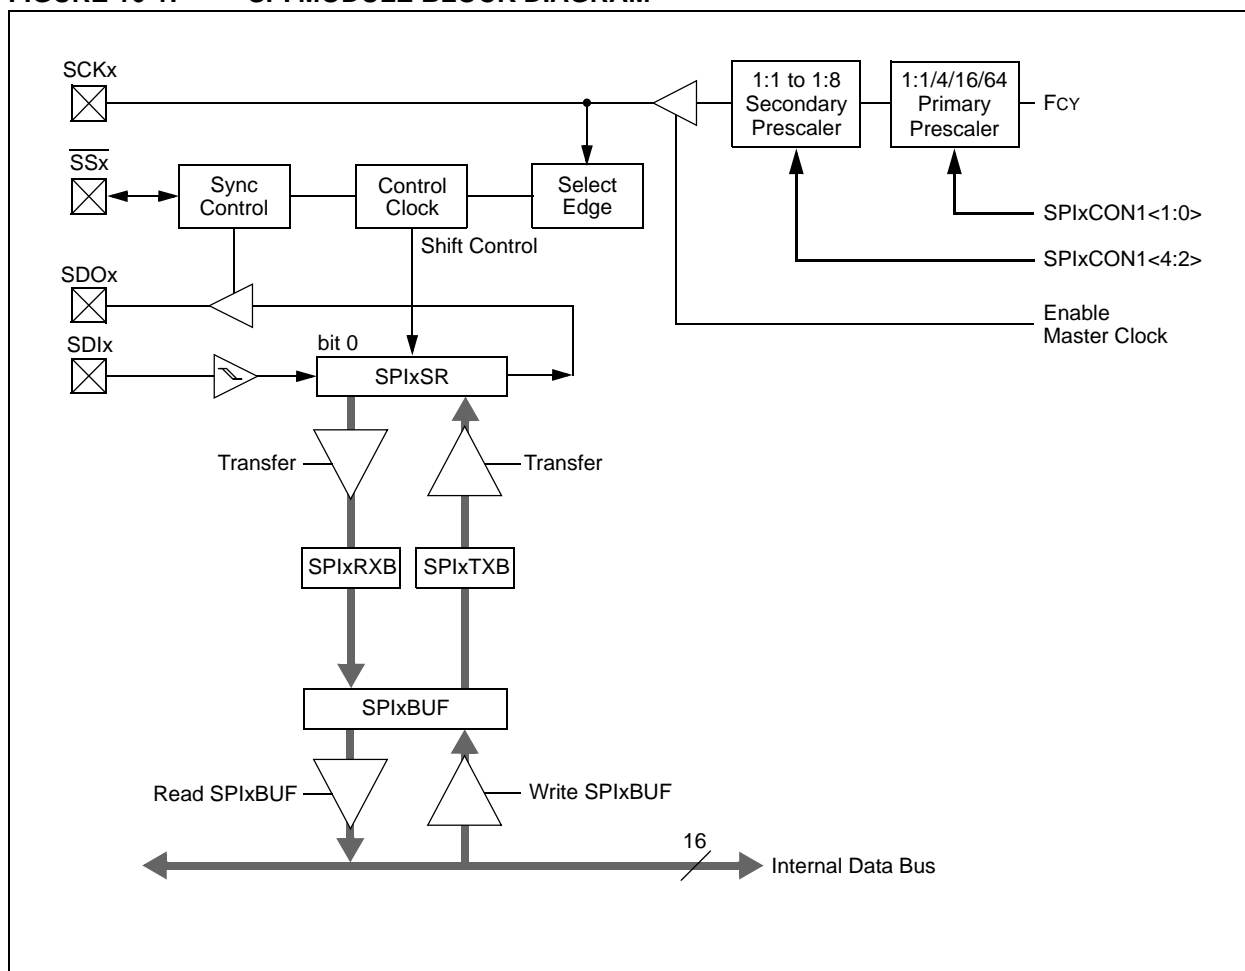 SCKx
1:1 to 1:8
Secondary
Prescaler
1:1/4/16/64
Primary
Prescaler
FCY
SSx
Sync
Control
Control
Clock
Select
Edge
SPIxCON1<1:0>
Shift Control
SPIxCON1<4:2>
SDOx
Enable
Master Clock
SDIx
bit 0
SPIxSR
Transfer
Transfer
SPIxRXB
SPIxTXB
SPIxBUF
Read SPIxBUF
Write SPIxBUF
16
Internal Data Bus